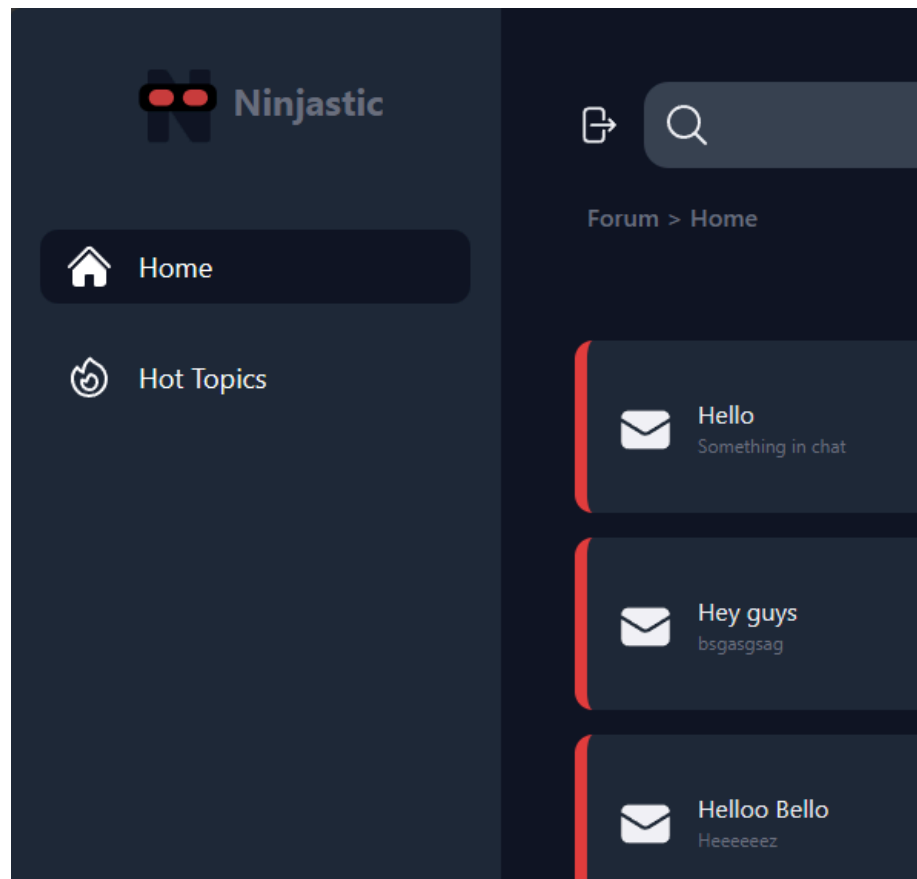 Ninjastic
Home
Hot Topics
Forum > Home
Hello
Something in chat
Hey guys
bsgasgsag
Helloo Bello
Heeeeeez